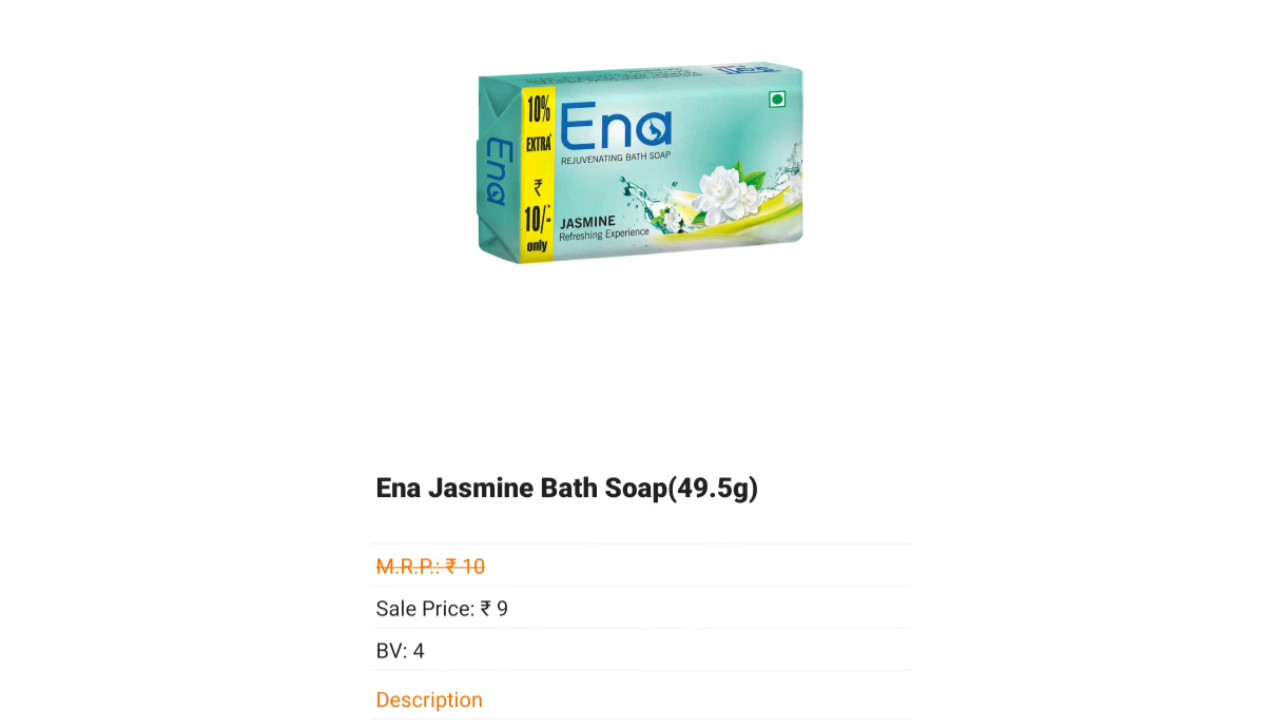 10%
EXTRA*
₹
10/-*
only
Ena
Ena
REJUVENATING BATH SOAP
JASMINE
Refreshing Experience
Ena Jasmine Bath Soap(49.5g)
M.R.P.: ₹ 10
Sale Price: ₹ 9
BV: 4
Description